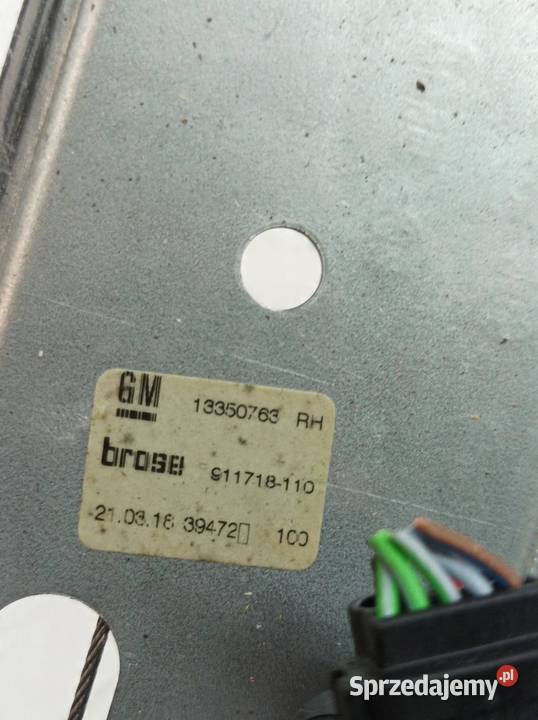 GM 13350763 RH
brose 911718-110
21.03.16 39472▯ 100
Sprzedajemy.pl